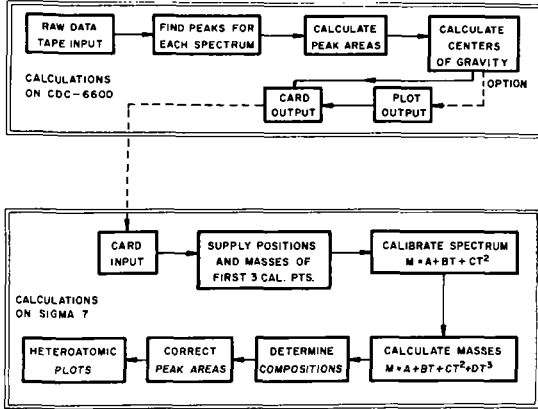 RAW DATA
TAPE INPUT
FIND PEAKS FOR
EACH SPECTRUM
CALCULATE
PEAK AREAS
CALCULATE
CENTERS
OF GRAVITY
CALCULATIONS
ON CDC-6600
OPTION
CARD
OUTPUT
PLOT
OUTPUT
CARD
INPUT
SUPPLY POSITIONS
AND MASSES OF
FIRST 3 CAL. PTS.
CALIBRATE SPECTRUM
M=A+BT+CT²
CALCULATIONS
ON SIGMA 7
HETEROATOMIC
PLOTS
CORRECT
PEAK AREAS
DETERMINE
COMPOSITIONS
CALCULATE MASSES
M=A+BT+CT²+DT³